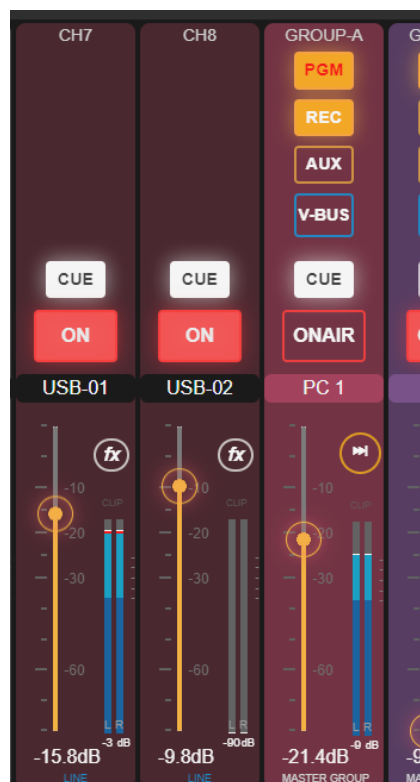 CH7
CUE
ON
USB-01
fx
-10
CLIP
-20
-30
-60
L R
-3 dB
-15.8dB
LINE
CH8
CUE
ON
USB-02
fx
-10
CLIP
-20
-30
-60
L R
-90dB
-9.8dB
LINE
GROUP-A
PGM
REC
AUX
V-BUS
CUE
ONAIR
PC 1
-10
CLIP
-20
-30
-60
L R
-9 dB
-21.4dB
MASTER GROUP